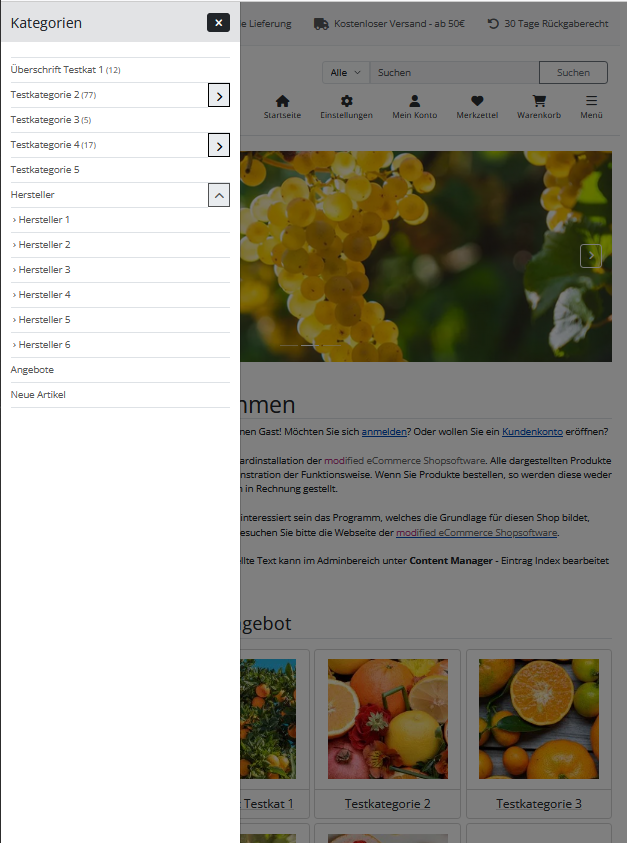 Kategorien
Überschrift Testkat 1 (12)
Testkategorie 2 (77)
Testkategorie 3 (5)
Testkategorie 4 (17)
Testkategorie 5
Hersteller
› Hersteller 1
› Hersteller 2
› Hersteller 3
› Hersteller 4
› Hersteller 5
› Hersteller 6
Angebote
Neue Artikel
Lieferung Kostenloser Versand - ab 50€ 30 Tage Rückgaberecht
Alle Suchen Suchen
Startseite Einstellungen Mein Konto Merkzettel Warenkorb Menü
mmen
nen Gast! Möchten Sie sich anmelden? Oder wollen Sie ein Kundenkonto eröffnen?
ardinstallation der modified eCommerce Shopsoftware. Alle dargestellten Produkte
nstration der Funktionsweise. Wenn Sie Produkte bestellen, so werden diese weder
n in Rechnung gestellt.
interessiert sein das Programm, welches die Grundlage für diesen Shop bildet,
esuchen Sie bitte die Webseite der modified eCommerce Shopsoftware.
ellte Text kann im Adminbereich unter Content Manager - Eintrag Index bearbeitet
gebot
Testkat 1
Testkategorie 2
Testkategorie 3